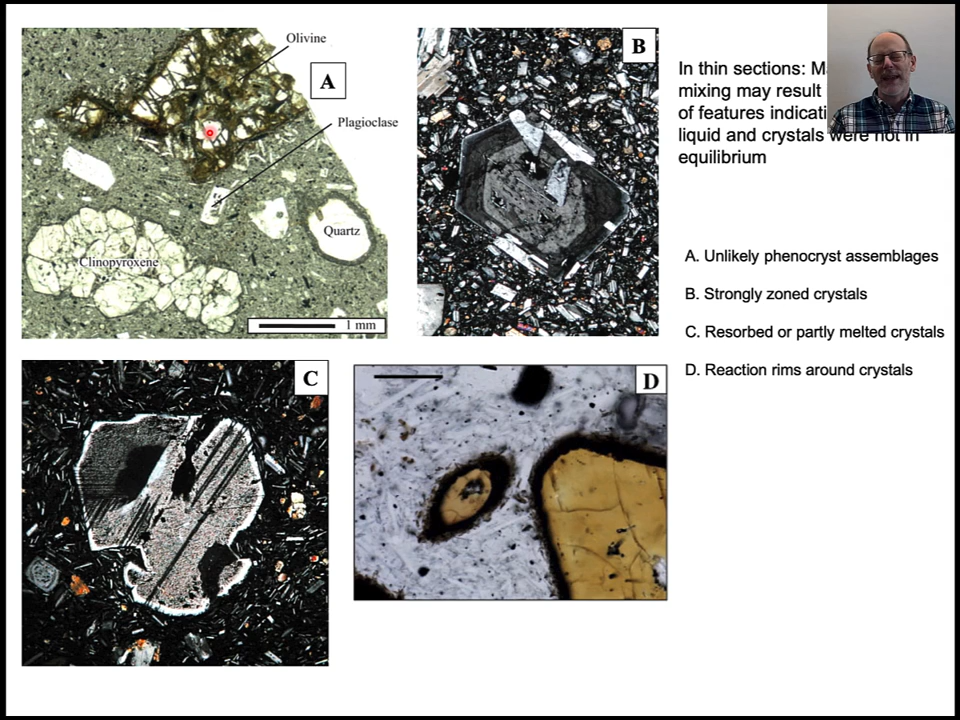 Olivine
A
Plagioclase
Quartz
Clinopyroxene
1 mm
B
In thin sections:
mixing may result
of features
liquid and crystals were not in
equilibrium
A. Unlikely phenocryst assemblages
B. Strongly zoned crystals
C. Resorbed or partly melted crystals
D. Reaction rims around crystals
C
D